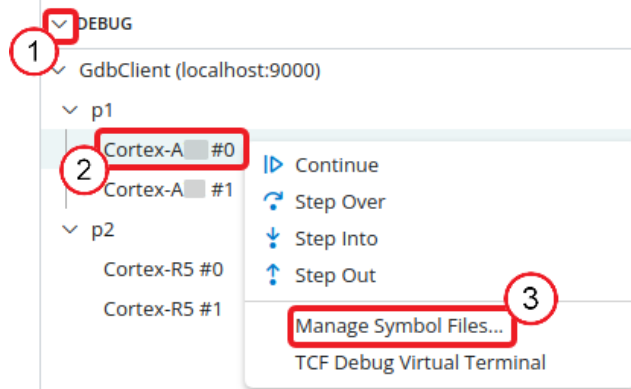 DEBUG
1
GdbClient (localhost:9000)
p1
Cortex-A #0
2
Cortex-A #1
p2
Cortex-R5 #0
Cortex-R5 #1
Continue
Step Over
Step Into
Step Out
3
Manage Symbol Files...
TCF Debug Virtual Terminal